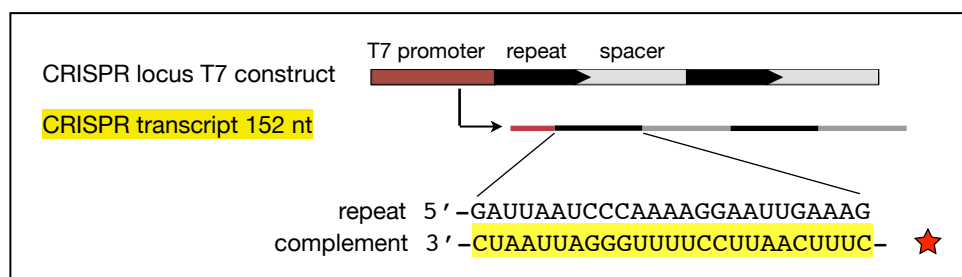 T7 promoter repeat spacer
CRISPR locus T7 construct
CRISPR transcript 152 nt
repeat 5′-GAUUAAUCCCAAAAGGAAUUGAAAG
complement 3′-CUAAUUAGGGUUUUCCUUAACUUUC-